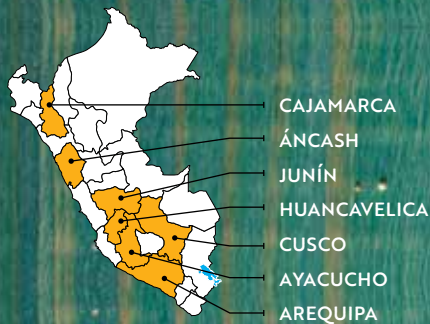 CAJAMARCA
ÁNCASH
JUNÍN
HUANCAVELICA
CUSCO
AYACUCHO
AREQUIPA